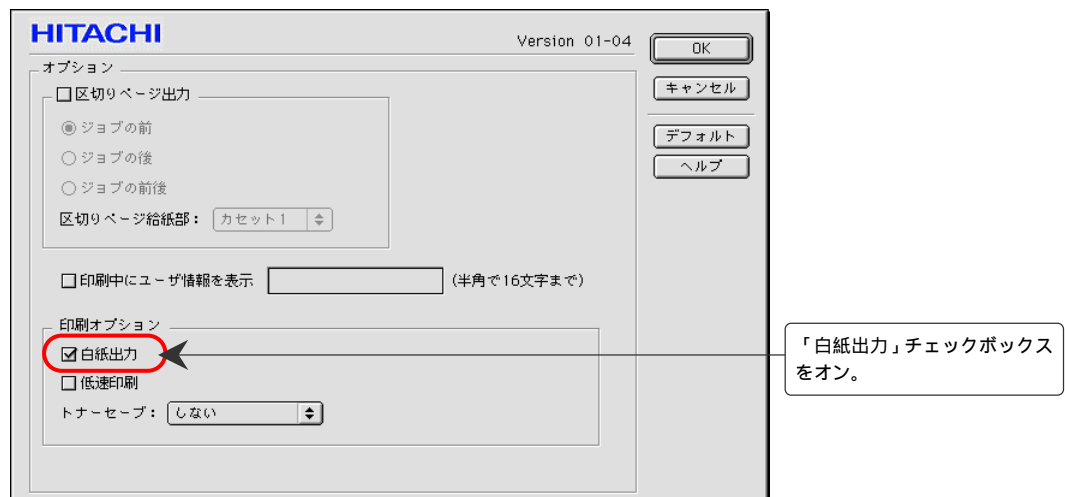 HITACHI
Version 01-04
OK
キャンセル
デフォルト
ヘルプ
オプション
区切りページ出力
ジョブの前
ジョブの後
ジョブの前後
区切りページ給紙部： カセット1
印刷中にユーザ情報を表示 (半角で16文字まで)
印刷オプション
白紙出力
低速印刷
トナーセーブ： しない
「白紙出力」チェックボックス
をオン。